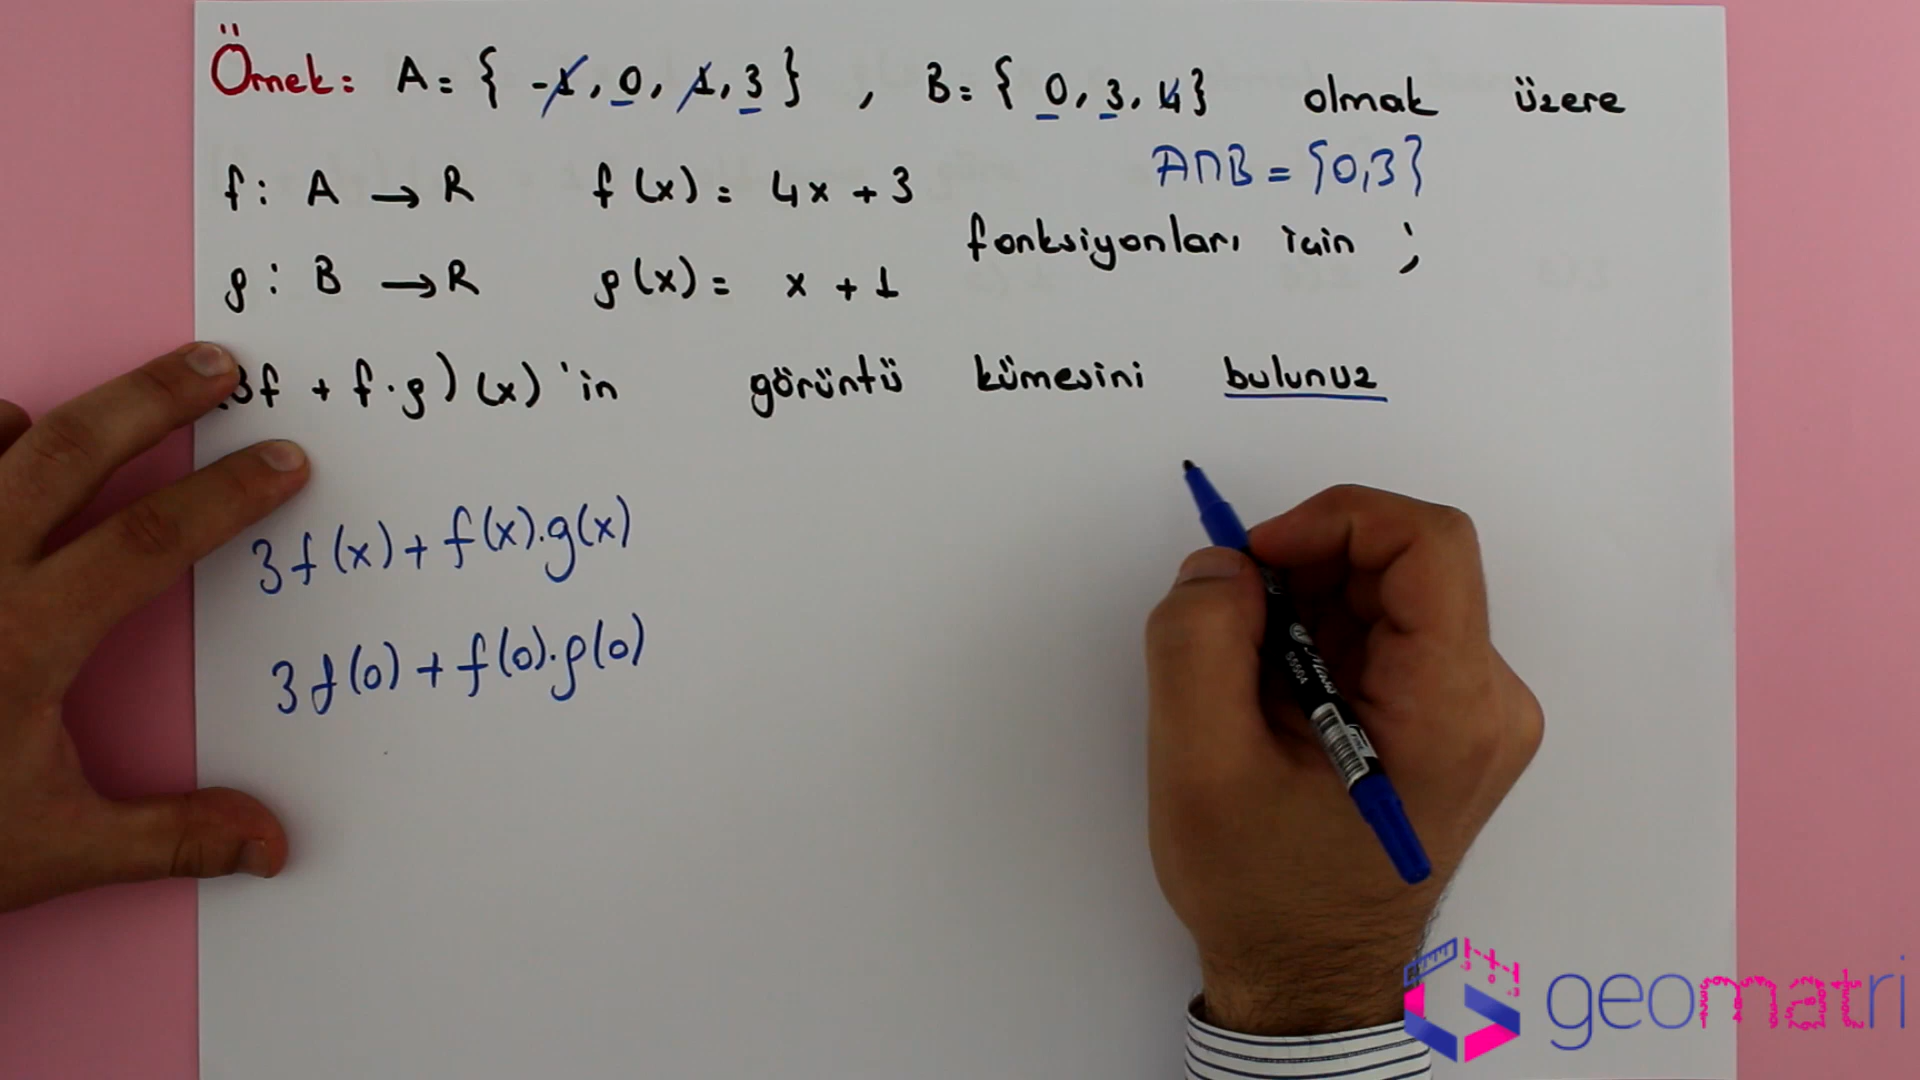 Örnek: A = { -1, 0, 1, 3 } , B = { 0, 3, 4 } olmak üzere
A∩B = {0,3}
f : A → R f(x) = 4x + 3
fonksiyonları için ;
g : B → R g(x) = x + 1
3f + f·g)(x)'in görüntü kümesini bulunuz
3f(x) + f(x).g(x)
3f(0) + f(0).g(0)
geomatri